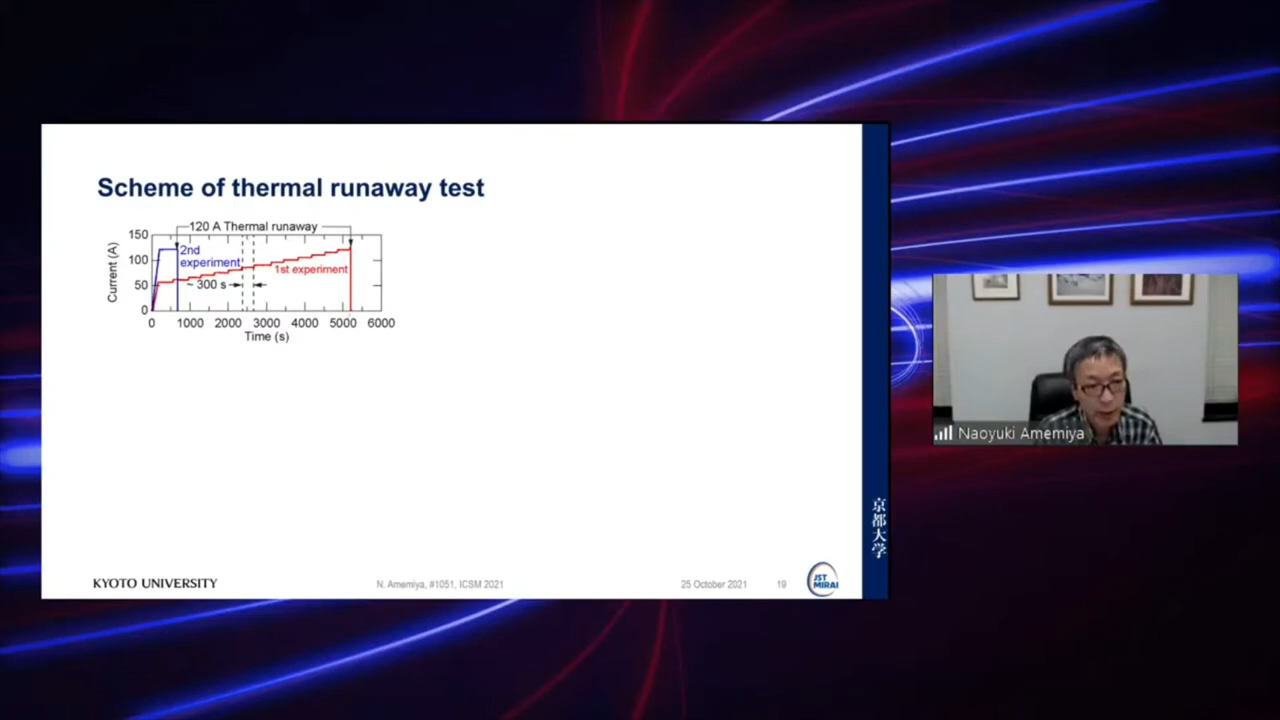 Scheme of thermal runaway test
120 A Thermal runaway
150
100
50
0
Current (A)
2nd
experiment
1st experiment
~ 300 s
0 1000 2000 3000 4000 5000 6000
Time (s)
Naoyuki Amemiya
京都大学
KYOTO UNIVERSITY
N. Amemiya, #1051, ICSM 2021
25 October 2021
19
JST
MIRAI